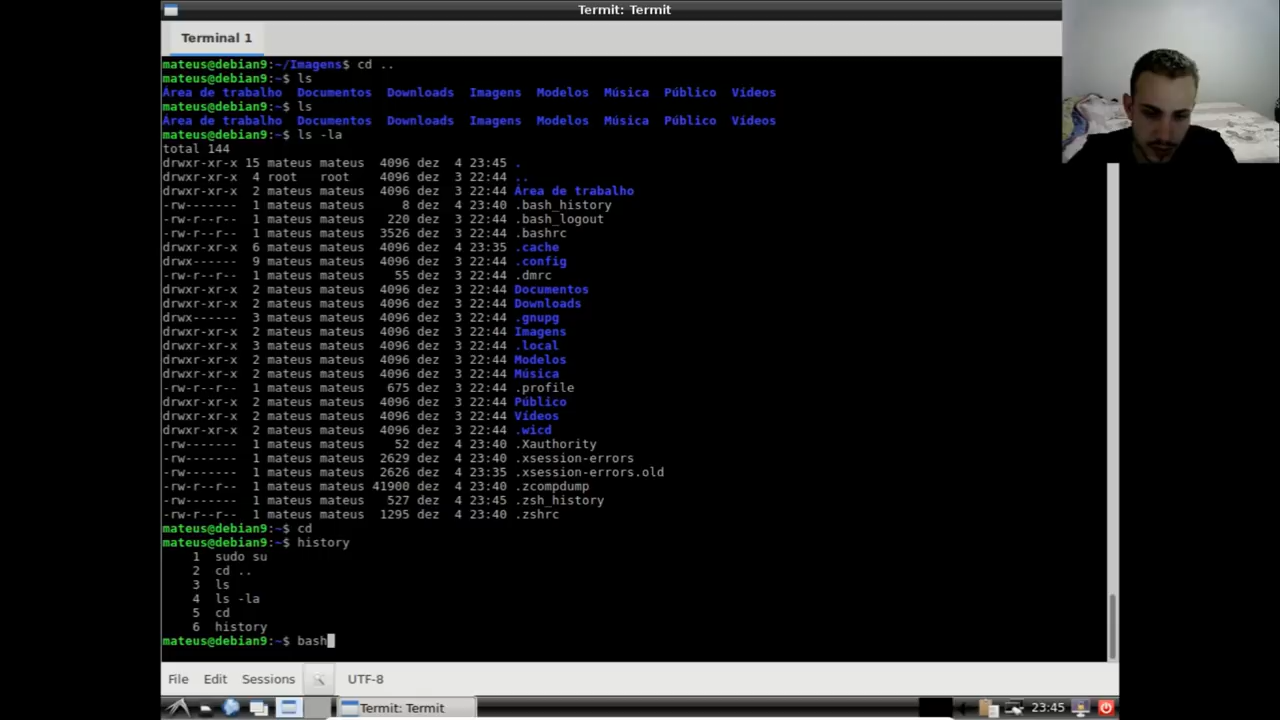 Termit: Termit
Terminal 1
mateus@debian9:~/Imagens$ cd ..
mateus@debian9:~$ ls
Área de trabalho  Documentos  Downloads  Imagens  Modelos  Música  Público  Vídeos
mateus@debian9:~$ ls
Área de trabalho  Documentos  Downloads  Imagens  Modelos  Música  Público  Vídeos
mateus@debian9:~$ ls -la
total 144
drwxr-xr-x 15 mateus mateus  4096 dez  4 23:45 .
drwxr-xr-x  4 root   root    4096 dez  3 22:44 ..
drwxr-xr-x  2 mateus mateus  4096 dez  3 22:44 Área de trabalho
-rw-------  1 mateus mateus     8 dez  4 23:40 .bash_history
-rw-r--r--  1 mateus mateus   220 dez  3 22:44 .bash_logout
-rw-r--r--  1 mateus mateus  3526 dez  3 22:44 .bashrc
drwxr-xr-x  6 mateus mateus  4096 dez  4 23:35 .cache
drwx------  9 mateus mateus  4096 dez  3 22:44 .config
-rw-r--r--  1 mateus mateus    55 dez  3 22:44 .dmrc
drwxr-xr-x  2 mateus mateus  4096 dez  3 22:44 Documentos
drwxr-xr-x  2 mateus mateus  4096 dez  3 22:44 Downloads
drwx------  3 mateus mateus  4096 dez  3 22:44 .gnupg
drwxr-xr-x  2 mateus mateus  4096 dez  3 22:44 Imagens
drwxr-xr-x  3 mateus mateus  4096 dez  3 22:44 .local
drwxr-xr-x  2 mateus mateus  4096 dez  3 22:44 Modelos
drwxr-xr-x  2 mateus mateus  4096 dez  3 22:44 Música
-rw-r--r--  1 mateus mateus   675 dez  3 22:44 .profile
drwxr-xr-x  2 mateus mateus  4096 dez  3 22:44 Público
drwxr-xr-x  2 mateus mateus  4096 dez  3 22:44 Vídeos
drwxr-xr-x  2 mateus mateus  4096 dez  3 22:44 .wicd
-rw-------  1 mateus mateus    52 dez  4 23:40 .Xauthority
-rw-------  1 mateus mateus  2629 dez  4 23:40 .xsession-errors
-rw-------  1 mateus mateus  2626 dez  4 23:35 .xsession-errors.old
-rw-r--r--  1 mateus mateus 41900 dez  4 23:40 .zcompdump
-rw-------  1 mateus mateus   527 dez  4 23:45 .zsh_history
-rw-r--r--  1 mateus mateus  1295 dez  4 23:40 .zshrc
mateus@debian9:~$ cd
mateus@debian9:~$ history
1  sudo su
2  cd ..
3  ls
4  ls -la
5  cd
6  history
mateus@debian9:~$ bash
File  Edit  Sessions  UTF-8
Termit: Termit  23:45